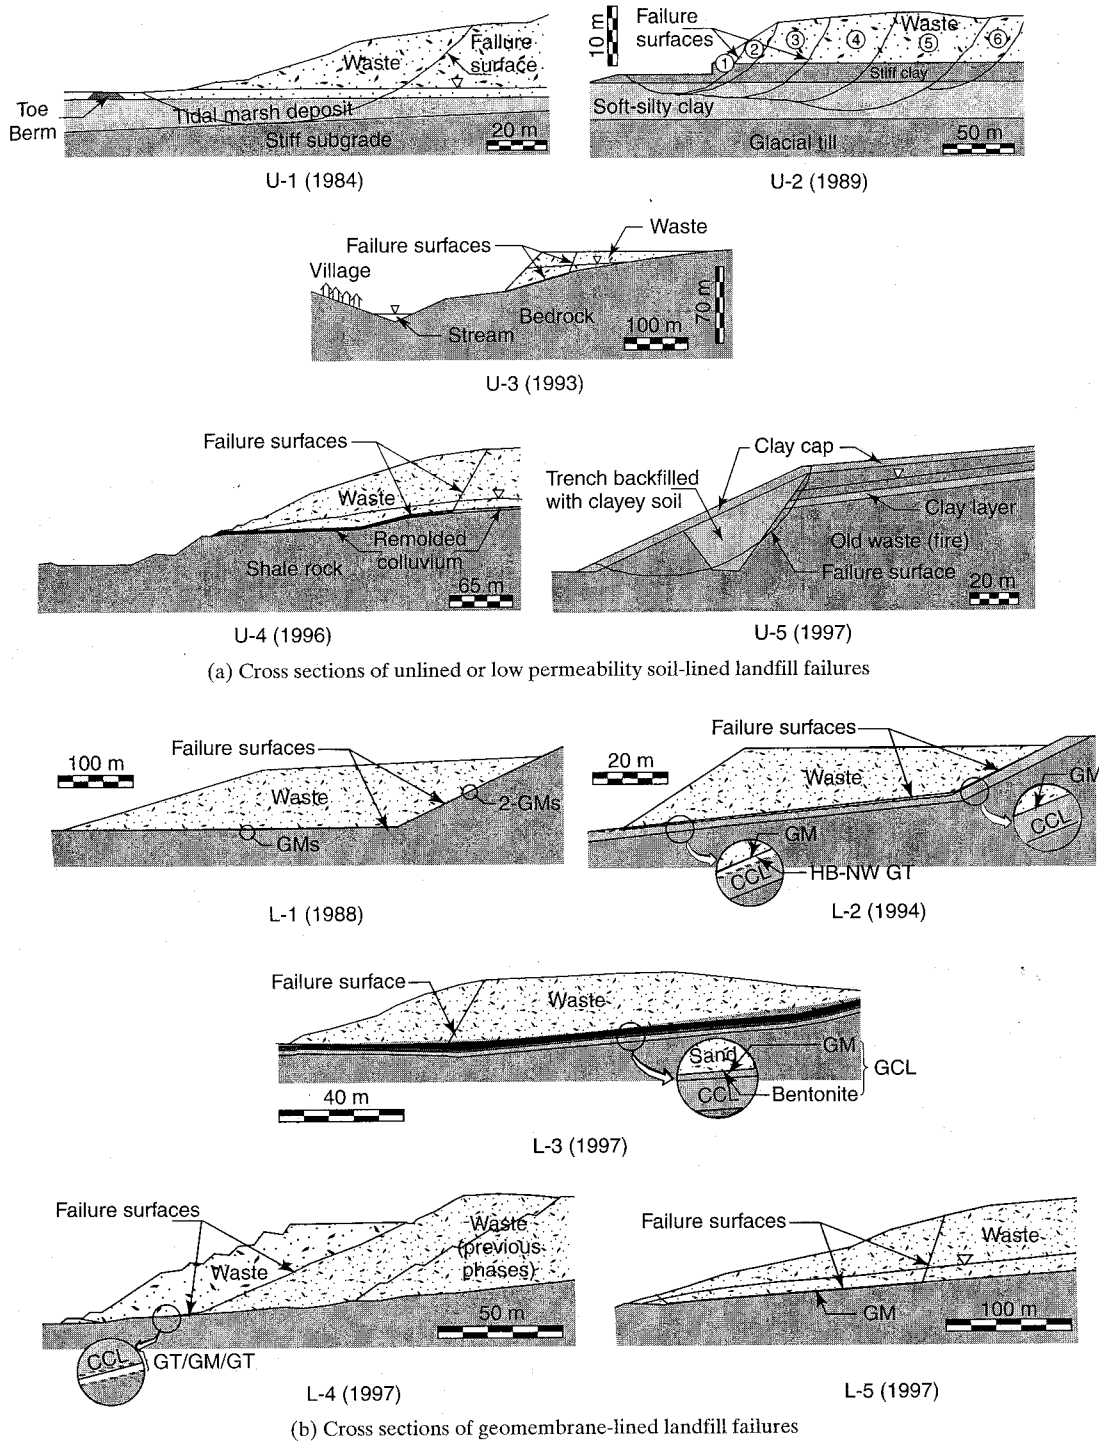 Failure surfaces
Waste
Failure surface
Waste
10 m
1
2
3
4
5
6
Stiff clay
Soft-silty clay
Toe Berm
Tidal marsh deposit
Stiff subgrade
20 m
Glacial till
50 m
U-1 (1984)
U-2 (1989)
Failure surfaces
Waste
Village
Bedrock
Stream
100 m
70 m
U-3 (1993)
Failure surfaces
Waste
Remolded
colluvium
Shale rock
65 m
U-4 (1996)
Clay cap
Trench backfilled
with clayey soil
Clay layer
Old waste (fire)
Failure surface
20 m
U-5 (1997)
(a) Cross sections of unlined or low permeability soil-lined landfill failures
100 m
Failure surfaces
Waste
2 GMs
GMs
L-1 (1988)
Failure surfaces
20 m
Waste
GM
CCL
GM
CCL
HB-NW GT
L-2 (1994)
Failure surface
Waste
Sand
GM
CCL
Bentonite
GCL
40 m
L-3 (1997)
Failure surfaces
Waste
(previous
phases)
Waste
50 m
CCL
GT/GM/GT
L-4 (1997)
Failure surfaces
Waste
GM
100 m
L-5 (1997)
(b) Cross sections of geomembrane-lined landfill failures